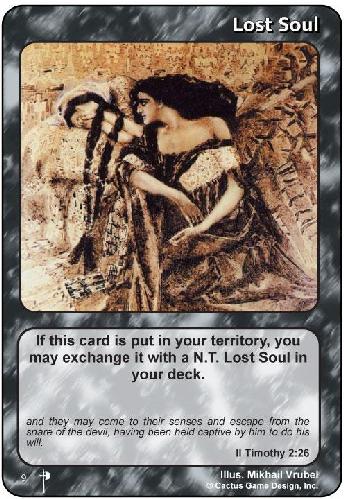 Lost Soul
If this card is put in your territory, you
may exchange it with a N.T. Lost Soul in
your deck.
and they may come to their senses and escape from the
snare of the devil, having been held captive by him to do his
will.
II Timothy 2:26
9
Illus. Mikhail Vrubel
© Cactus Game Design, Inc.